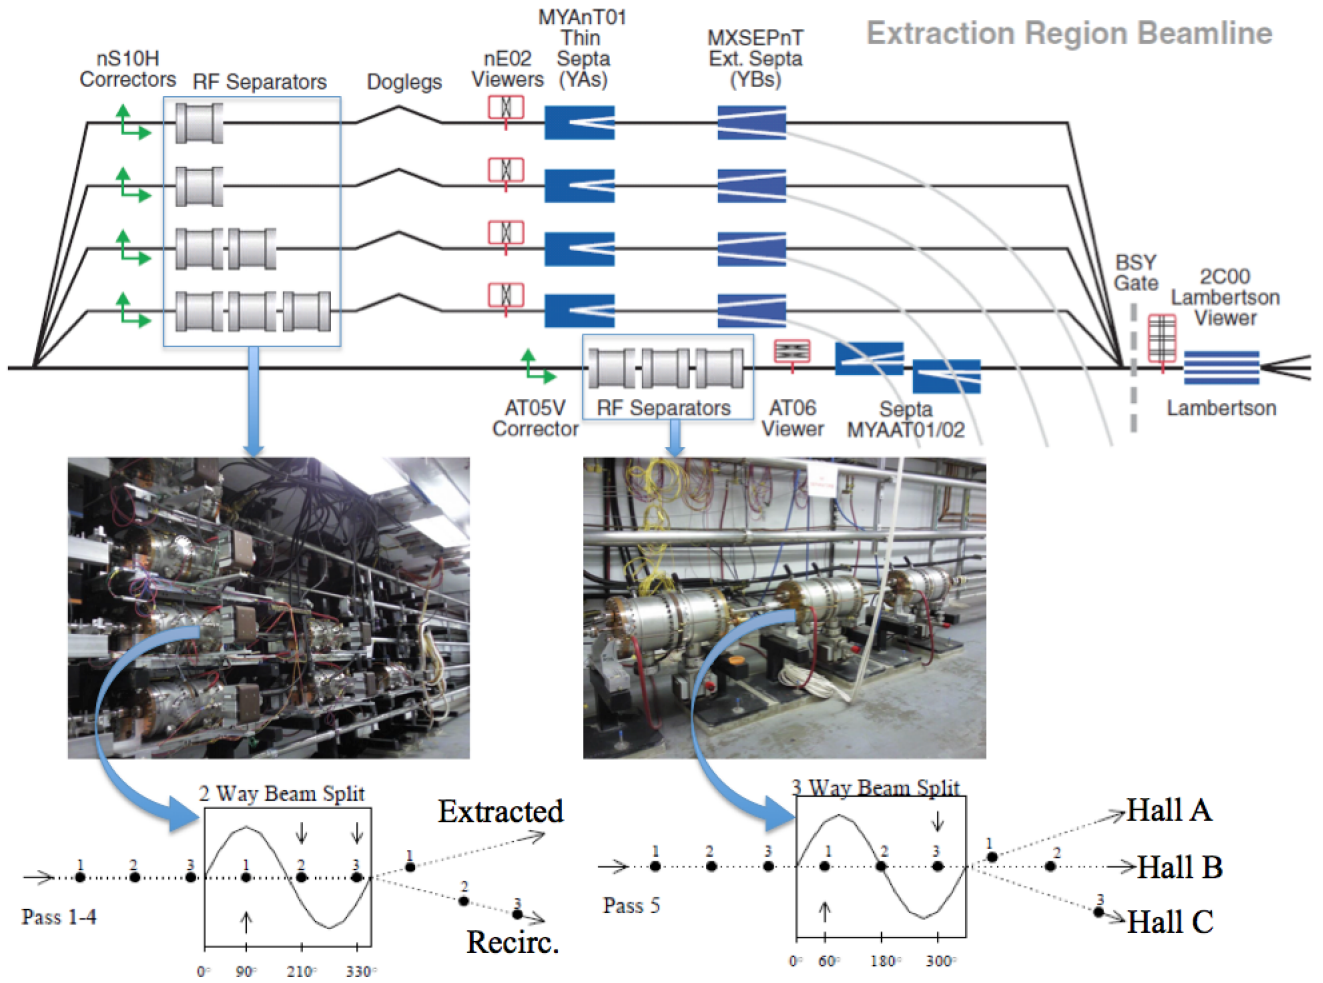 Extraction Region Beamline
nS10H
Correctors
RF Separators
Doglegs
nE02
Viewers
MYAnT01
Thin
Septa
(YAs)
MXSEPnT
Ext. Septa
(YBs)
BSY
Gate
2C00
Lambertson
Viewer
AT05V
Corrector
RF Separators
AT06
Viewer
Septa
MYAAT01/02
Lambertson
2 Way Beam Split
1 2 3 1 2 3 1 2 3
Extracted
Recirc.
Pass 1-4
0° 90° 210° 330°
3 Way Beam Split
1 2 3 1 2 3 1 2 3
Hall A
Hall B
Hall C
Pass 5
0° 60° 180° 300°